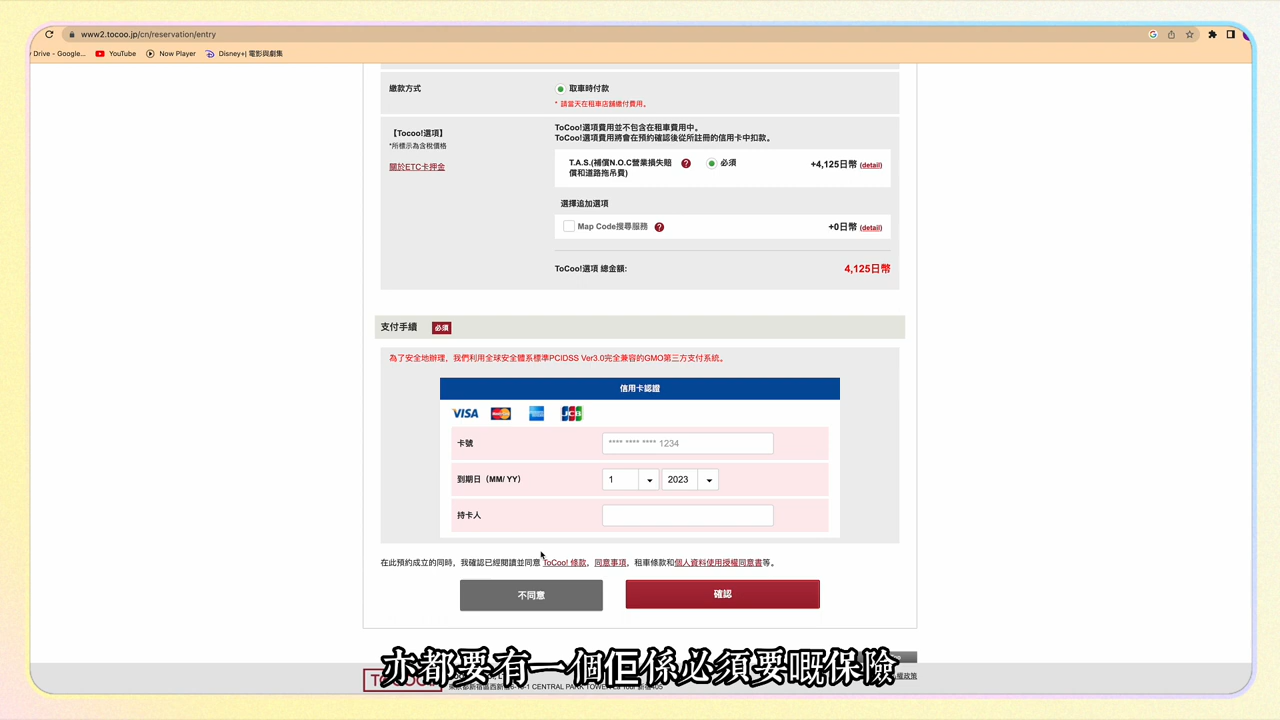 www2.tocoo.jp/cn/reservation/entry
Drive - Google... YouTube Now Player Disney+| 電影與劇集
繳款方式
取車時付款
* 請當天在租車店舖繳付費用。
【Tocoo!選項】
*所標示為含稅價格
關於ETC卡押金
ToCoo!選項費用並不包含在租車費用中。
ToCoo!選項費用將會在預約確認後從所註冊的信用卡中扣款。
T.A.S.(補償N.O.C營業損失賠
償和道路拖吊費)
? 必須 +4,125日幣 (detail)
選擇追加選項
Map Code搜尋服務 ? +0日幣 (detail)
ToCoo!選項 總金額: 4,125日幣
支付手續 必須
為了安全地辦理，我們利用全球安全體系標準PCIDSS Ver3.0完全兼容的GMO第三方支付系統。
信用卡認證
VISA MasterCard JCB
卡號 **** **** **** 1234
到期日（MM/ YY） 1 2023
持卡人
在此預約成立的同時，我確認已經閱讀並同意 ToCoo! 條款，同意事項，租車條款和個人資料使用授權同意書等。
不同意 確認
亦都要有一個佢係必須要嘅保險
CENTRAL PARK TOWER
權政策